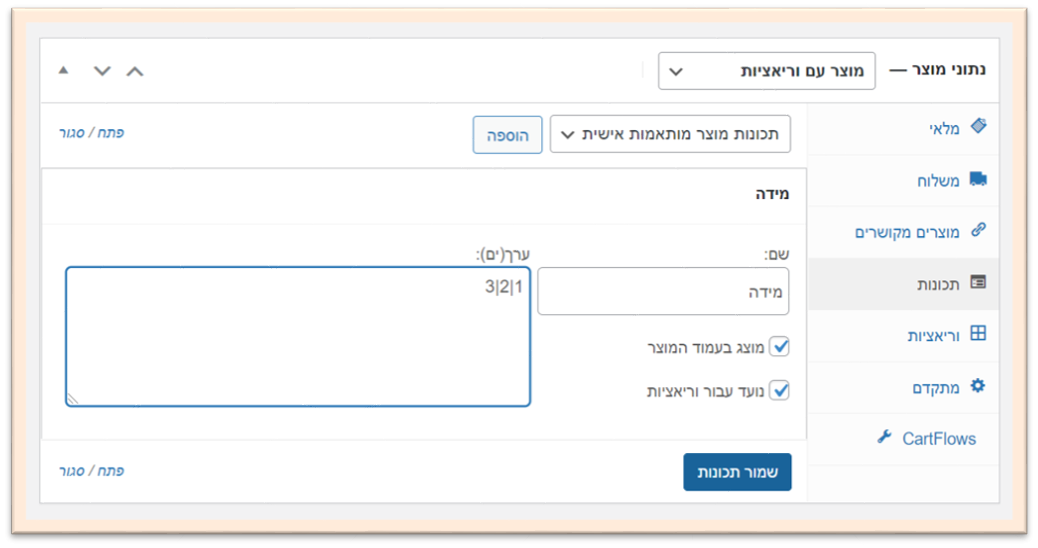 נתוני מוצר — מוצר עם וריאציות
מלאי
משלוח
מוצרים מקושרים
תכונות
וריאציות
מתקדם
CartFlows
תכונות מוצר מותאמות אישית הוספה פתח / סגור
מידה
שם: ערך(ים):
מידה 1|2|3
מוצג בעמוד המוצר
נועד עבור וריאציות
שמור תכונות פתח / סגור